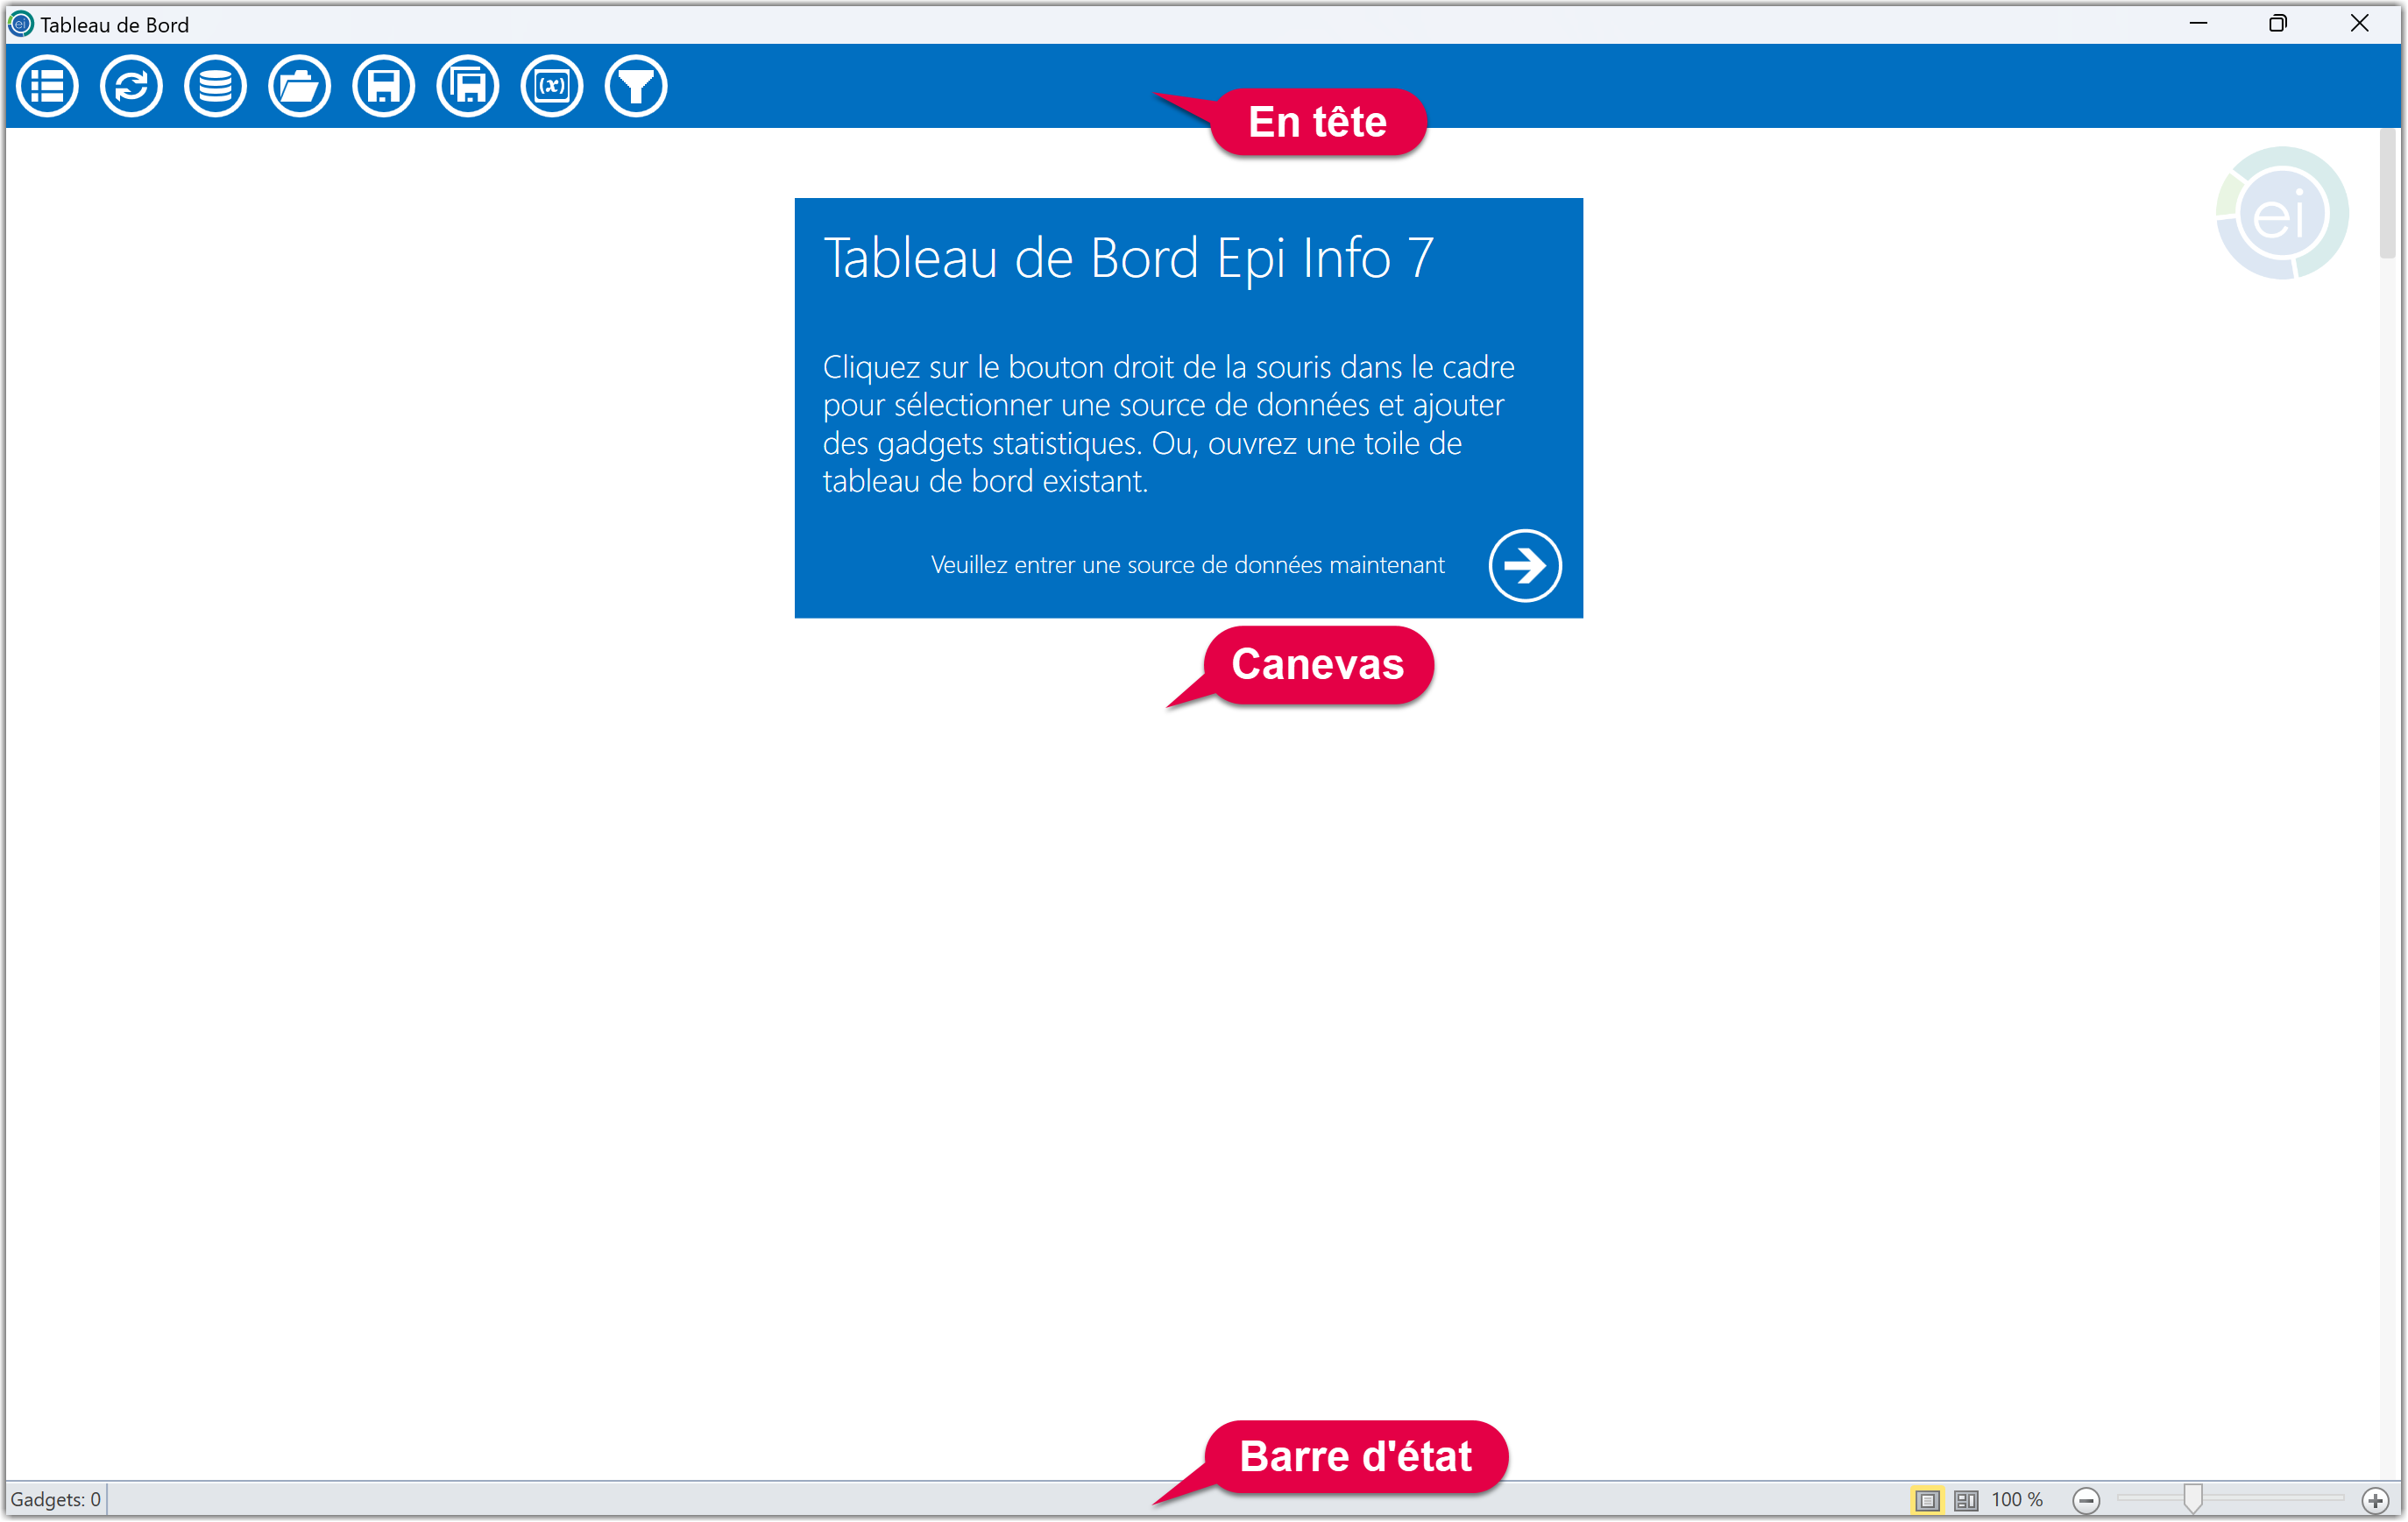 ei Tableau de Bord
(x)
En tête
ei
Tableau de Bord Epi Info 7
Cliquez sur le bouton droit de la souris dans le cadre
pour sélectionner une source de données et ajouter
des gadgets statistiques. Ou, ouvrez une toile de
tableau de bord existant.
Veuillez entrer une source de données maintenant
Canevas
Barre d'état
Gadgets: 0
100 %